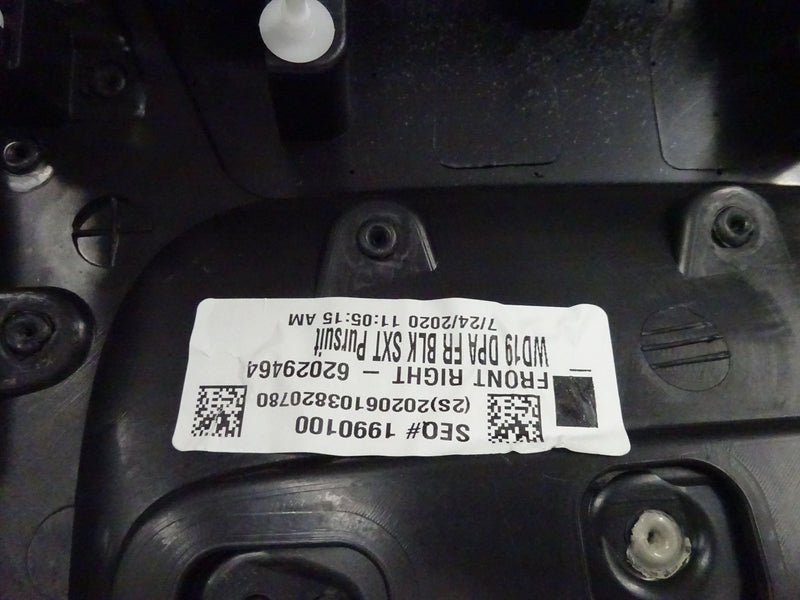 SEQ# 1990100
(2S)20206103820780
FRONT RIGHT - 62029464
WD19 DPA FR BLK SXT Pursuit
7/24/2020 11:05:15 AM